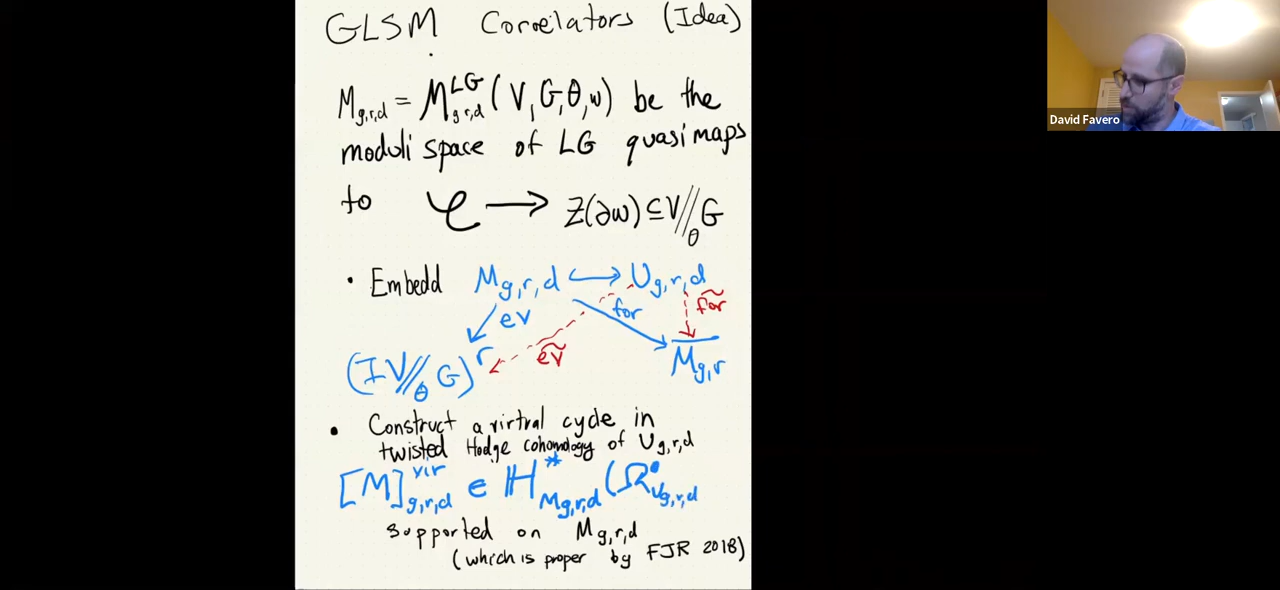 GLSM Correlators (Idea)
M_{g,r,d} = M^{LG}_{g,r,d} (V, G, θ, w) be the
moduli space of LG quasimaps
to 𝒞 → Z(∂w) ⊆ V//_θ G
• Embedd M_{g,r,d} ↪ U_{g,r,d}
ev for f̃or
(I V//_θ G)^r ẽv M̄_{g,r}
• Construct a virtual cycle in
twisted Hodge cohomology of U_{g,r,d}
[M]^{vir}_{g,r,d} ∈ ℍ^*_{M_{g,r,d}} (Ω^•_{U_{g,r,d}}
supported on M_{g,r,d}
(which is proper by FJR 2018)
David Favero